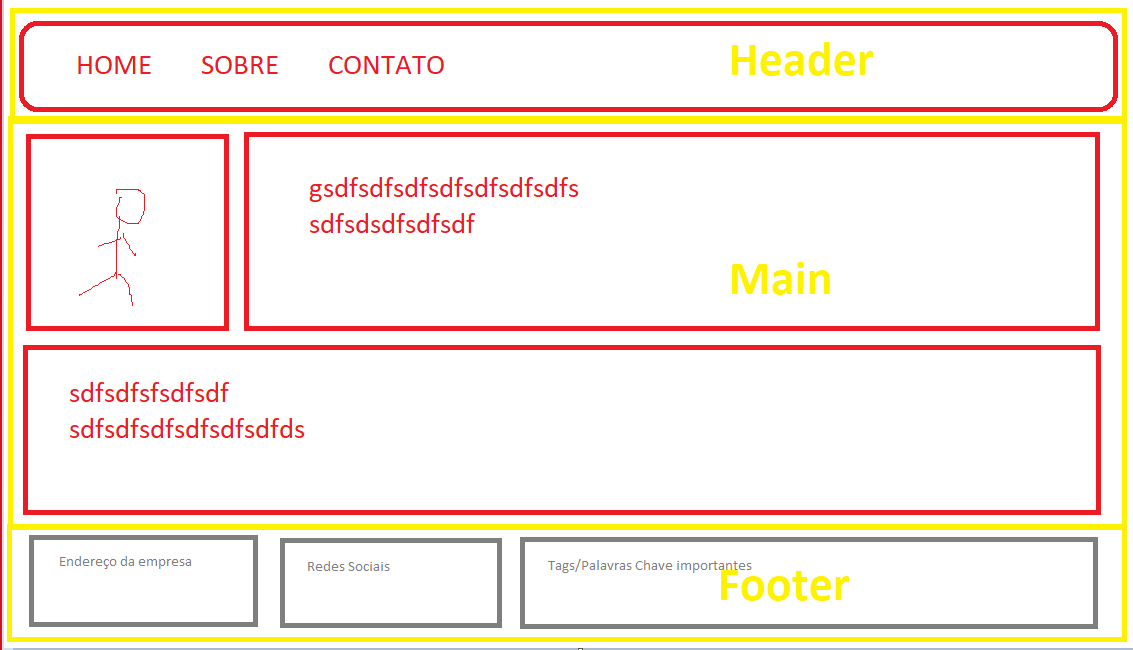 HOME SOBRE CONTATO Header
gsdfsdfsdfsdfsdfsdfsdfs
sdfsdsdfsdfsdf
Main
sdfsdfsfsdfsdf
sdfsdfsdfsdfsdfsdfds
Endereço da empresa
Redes Sociais
Tags/Palavras Chave importantes
Footer